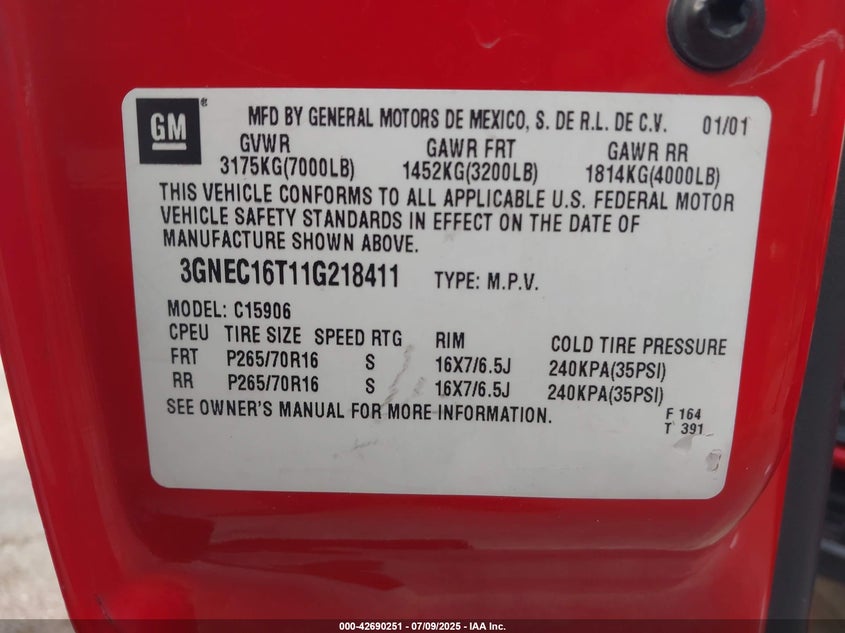 GM® MFD BY GENERAL MOTORS DE MEXICO, S. DE R.L. DE C.V. 01/01
GVWR GAWR FRT GAWR RR
3175KG(7000LB) 1452KG(3200LB) 1814KG(4000LB)
THIS VEHICLE CONFORMS TO ALL APPLICABLE U.S. FEDERAL MOTOR
VEHICLE SAFETY STANDARDS IN EFFECT ON THE DATE OF
MANUFACTURE SHOWN ABOVE.
3GNEC16T11G218411 TYPE: M.P.V.
MODEL: C15906
CPEU TIRE SIZE SPEED RTG RIM COLD TIRE PRESSURE
FRT P265/70R16 S 16X7/6.5J 240KPA(35PSI)
RR P265/70R16 S 16X7/6.5J 240KPA(35PSI)
SEE OWNER'S MANUAL FOR MORE INFORMATION. F 164
T 391
000-42690251 - 07/09/2025 - IAA Inc.